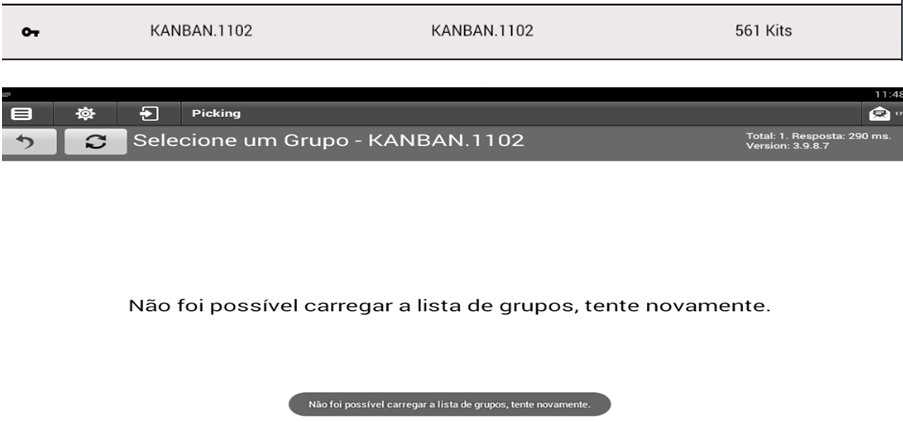 KANBAN.1102 KANBAN.1102 561 Kits
11:48
Picking 17
Selecione um Grupo - KANBAN.1102
Total: 1. Resposta: 290 ms.
Version: 3.9.8.7
Não foi possível carregar a lista de grupos, tente novamente.
Não foi possível carregar a lista de grupos, tente novamente.